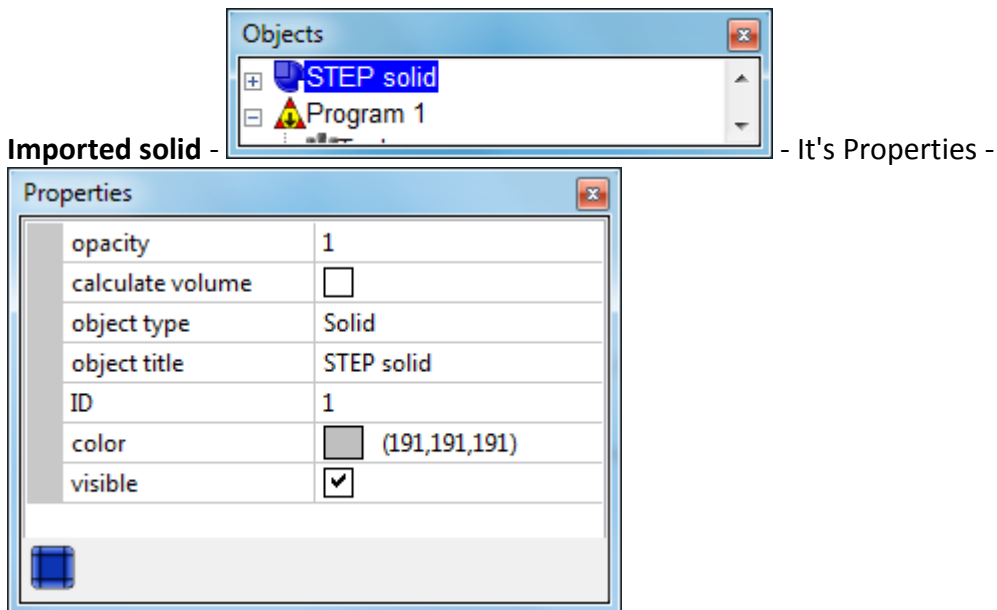 Objects
STEP solid
Program 1
Imported solid - - It's Properties -
Properties
opacity 1
calculate volume
object type Solid
object title STEP solid
ID 1
color (191,191,191)
visible